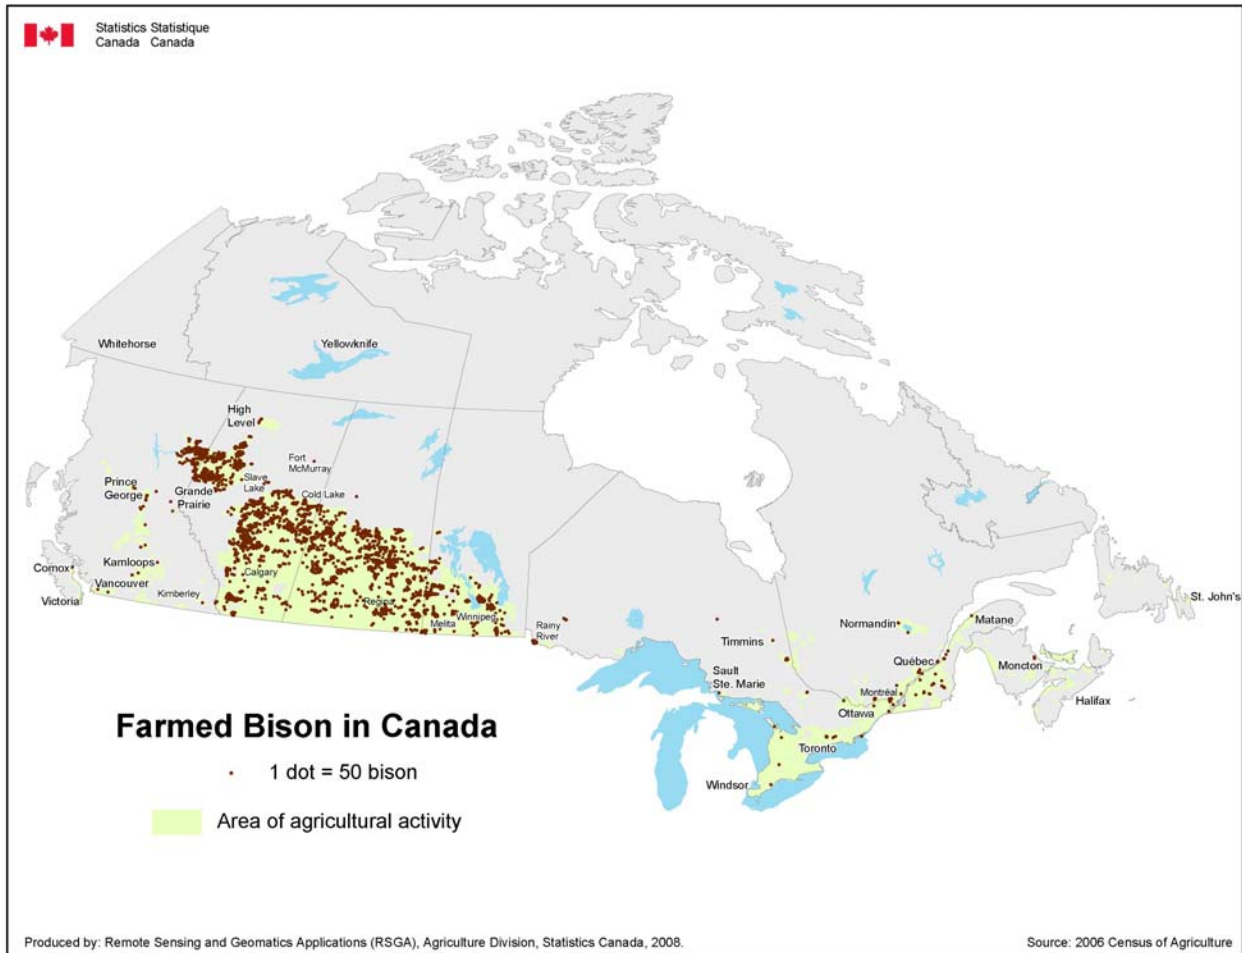 Statistics Statistique
Canada Canada
Whitehorse
Yellowknife
High
Level
Fort
McMurray
Slave
Lake
Cold Lake
Prince
George
Grande
Prairie
Comox
Kamloops
Vancouver
Victoria
Kimberley
Calgary
Regina
Melita
Winnipeg
Rainy
River
Timmins
Sault
Ste. Marie
Normandin
Matane
Québec
Montréal
Ottawa
Moncton
Halifax
St. John's
Toronto
Windsor
Farmed Bison in Canada
1 dot = 50 bison
Area of agricultural activity
Produced by: Remote Sensing and Geomatics Applications (RSGA), Agriculture Division, Statistics Canada, 2008.
Source: 2006 Census of Agriculture